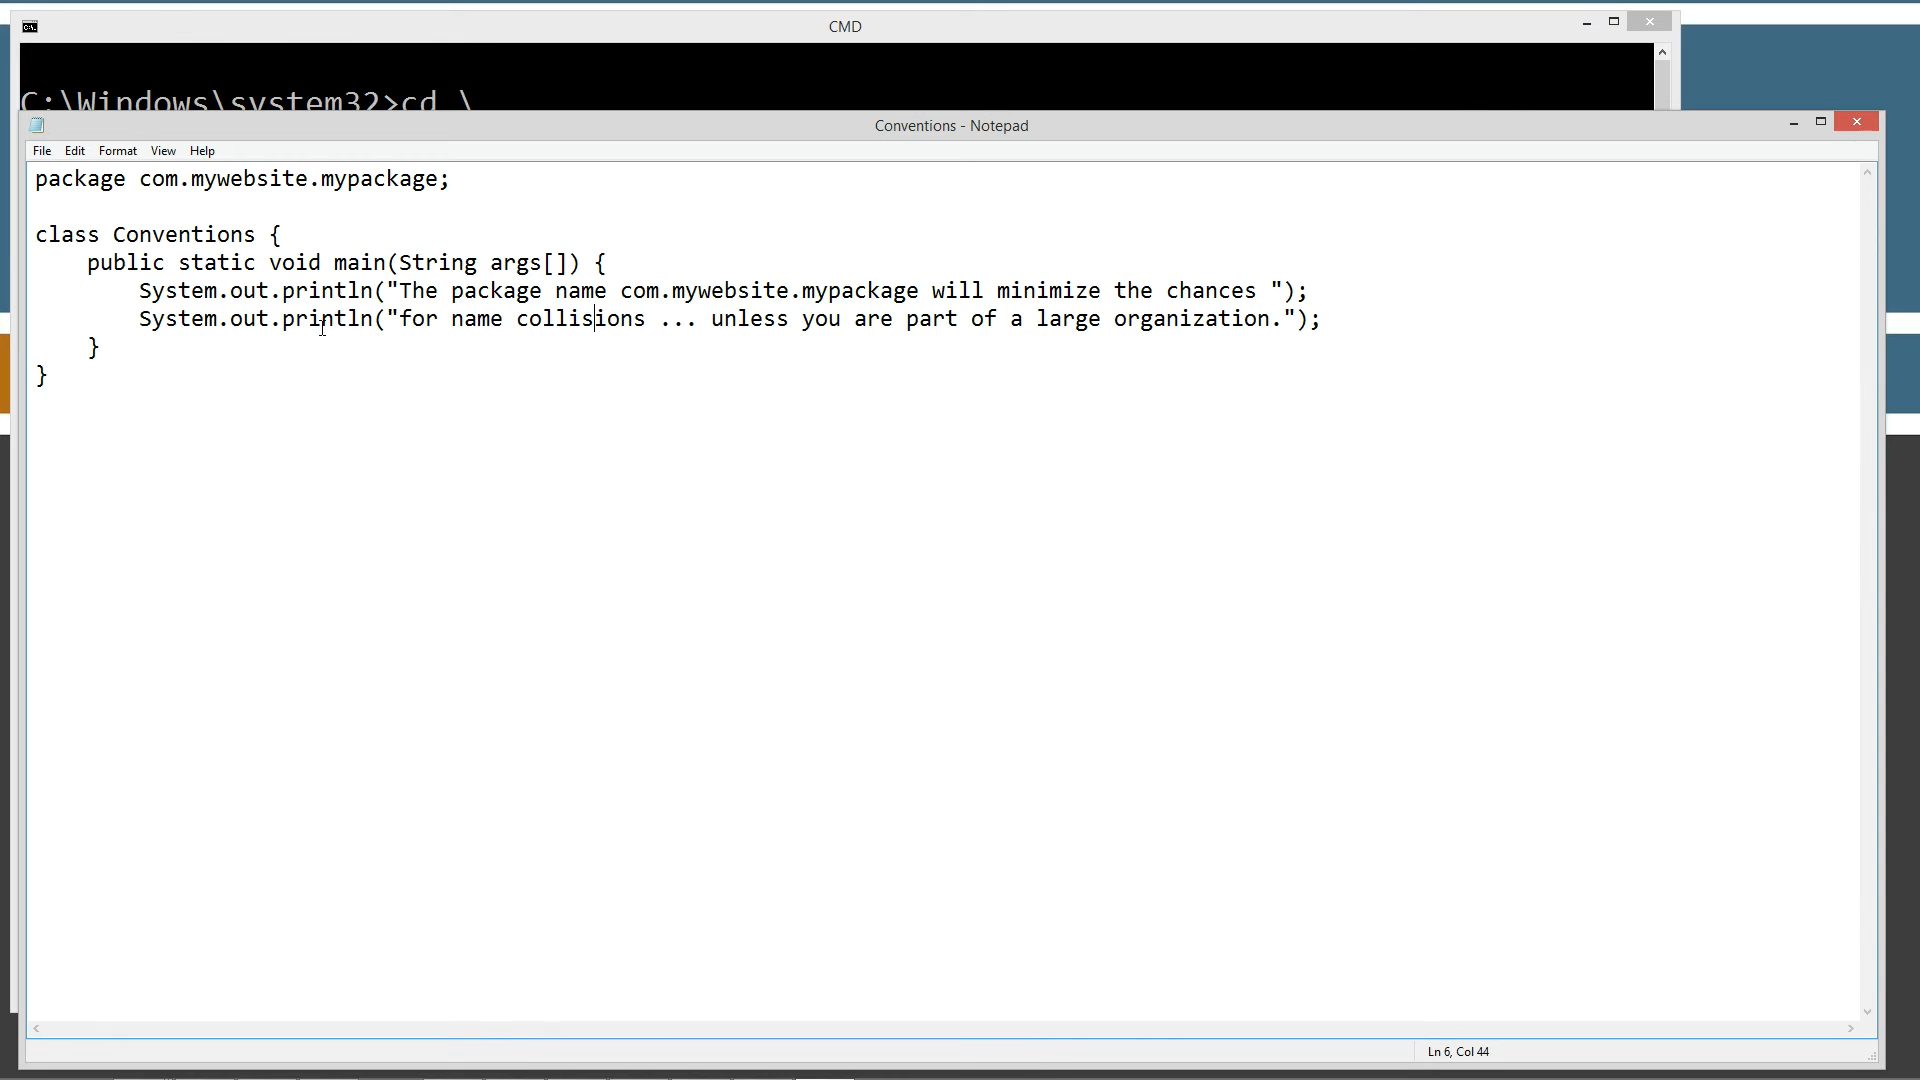 CMD
C:\Windows\system32>cd \
Conventions - Notepad
File Edit Format View Help
package com.mywebsite.mypackage;
class Conventions {
    public static void main(String args[]) {
        System.out.println("The package name com.mywebsite.mypackage will minimize the chances ");
        System.out.println("for name collisions ... unless you are part of a large organization.");
    }
}
Ln 6, Col 44